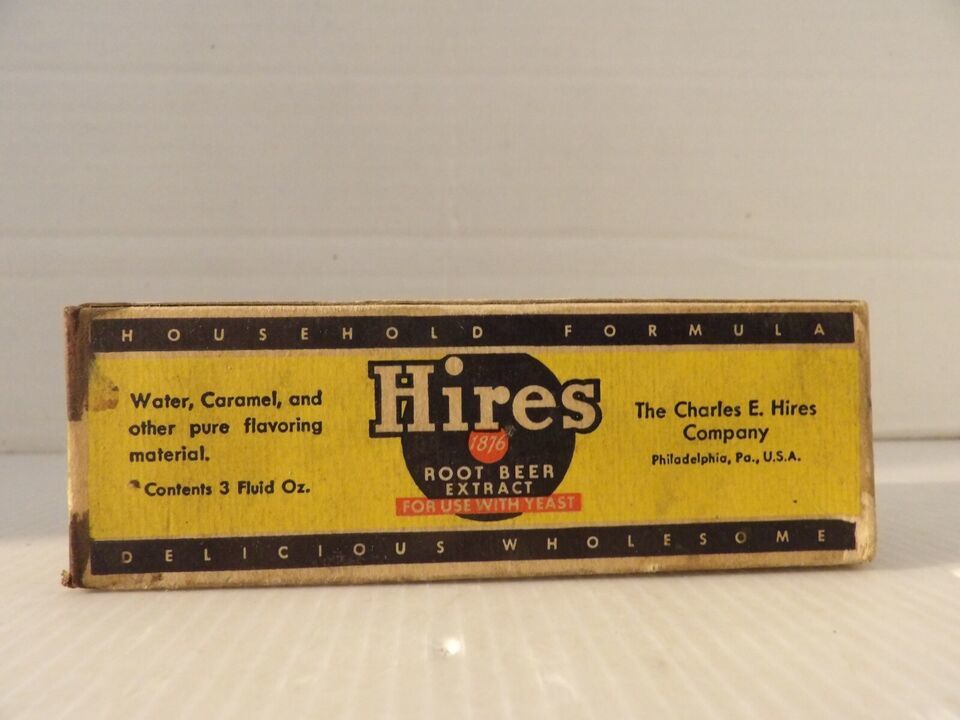 HOUSEHOLD FORMULA
Water, Caramel, and
other pure flavoring
material.
Contents 3 Fluid Oz.
Hires
1876
ROOT BEER
EXTRACT
FOR USE WITH YEAST
The Charles E. Hires
Company
Philadelphia, Pa., U.S.A.
DELICIOUS WHOLESOME